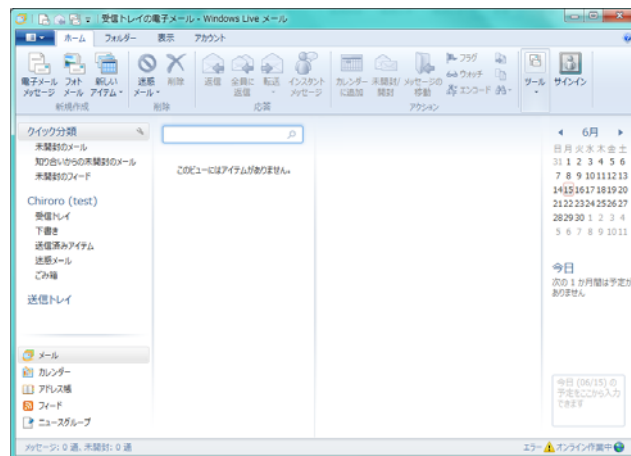 受信トレイの電子メール - Windows Live メール
ホーム フォルダー 表示 アカウント
電子メール メッセージ
フォト メール
新しい アイテム
迷惑 メール
削除
返信
全員に 返信
転送
インスタント メッセージ
カレンダー に追加
未開封/ 開封
メッセージの 移動
フラグ
ウォッチ
エンコード
ツール
サインイン
新規作成
削除
応答
アクション
クイック分類
未開封のメール
知り合いからの未開封のメール
未開封のフィード
Chiroro (test)
受信トレイ
下書き
送信済みアイテム
迷惑メール
ごみ箱
送信トレイ
メール
カレンダー
アドレス帳
フィード
ニュースグループ
このビューにはアイテムがありません。
6月
日 月 火 水 木 金 土
31 1 2 3 4 5 6
7 8 9 10 11 12 13
14 15 16 17 18 19 20
21 22 23 24 25 26 27
28 29 30 1 2 3 4
5 6 7 8 9 10 11
今日
次の 1 か月間は予定が
ありません
今日 (06/15) の
予定をここから入力
できます
メッセージ: 0 通、未開封: 0 通
エラー オンライン作業中